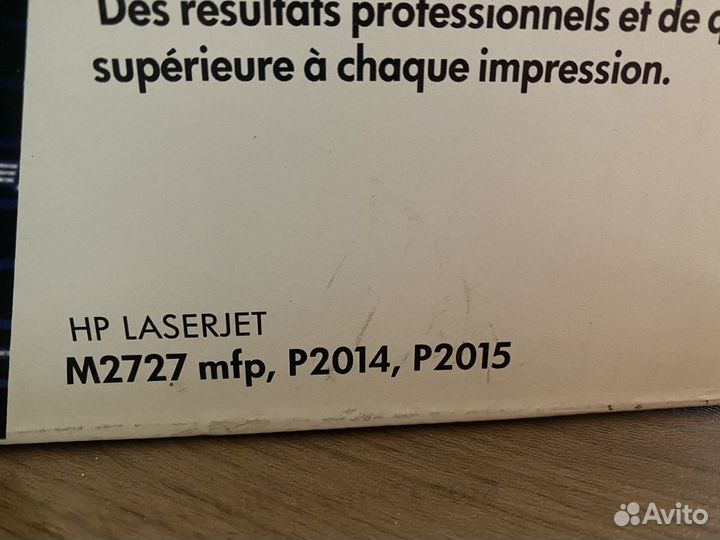 Des résultats professionnels et de
supérieure à chaque impression.
HP LASERJET
M2727 mfp, P2014, P2015
Avito